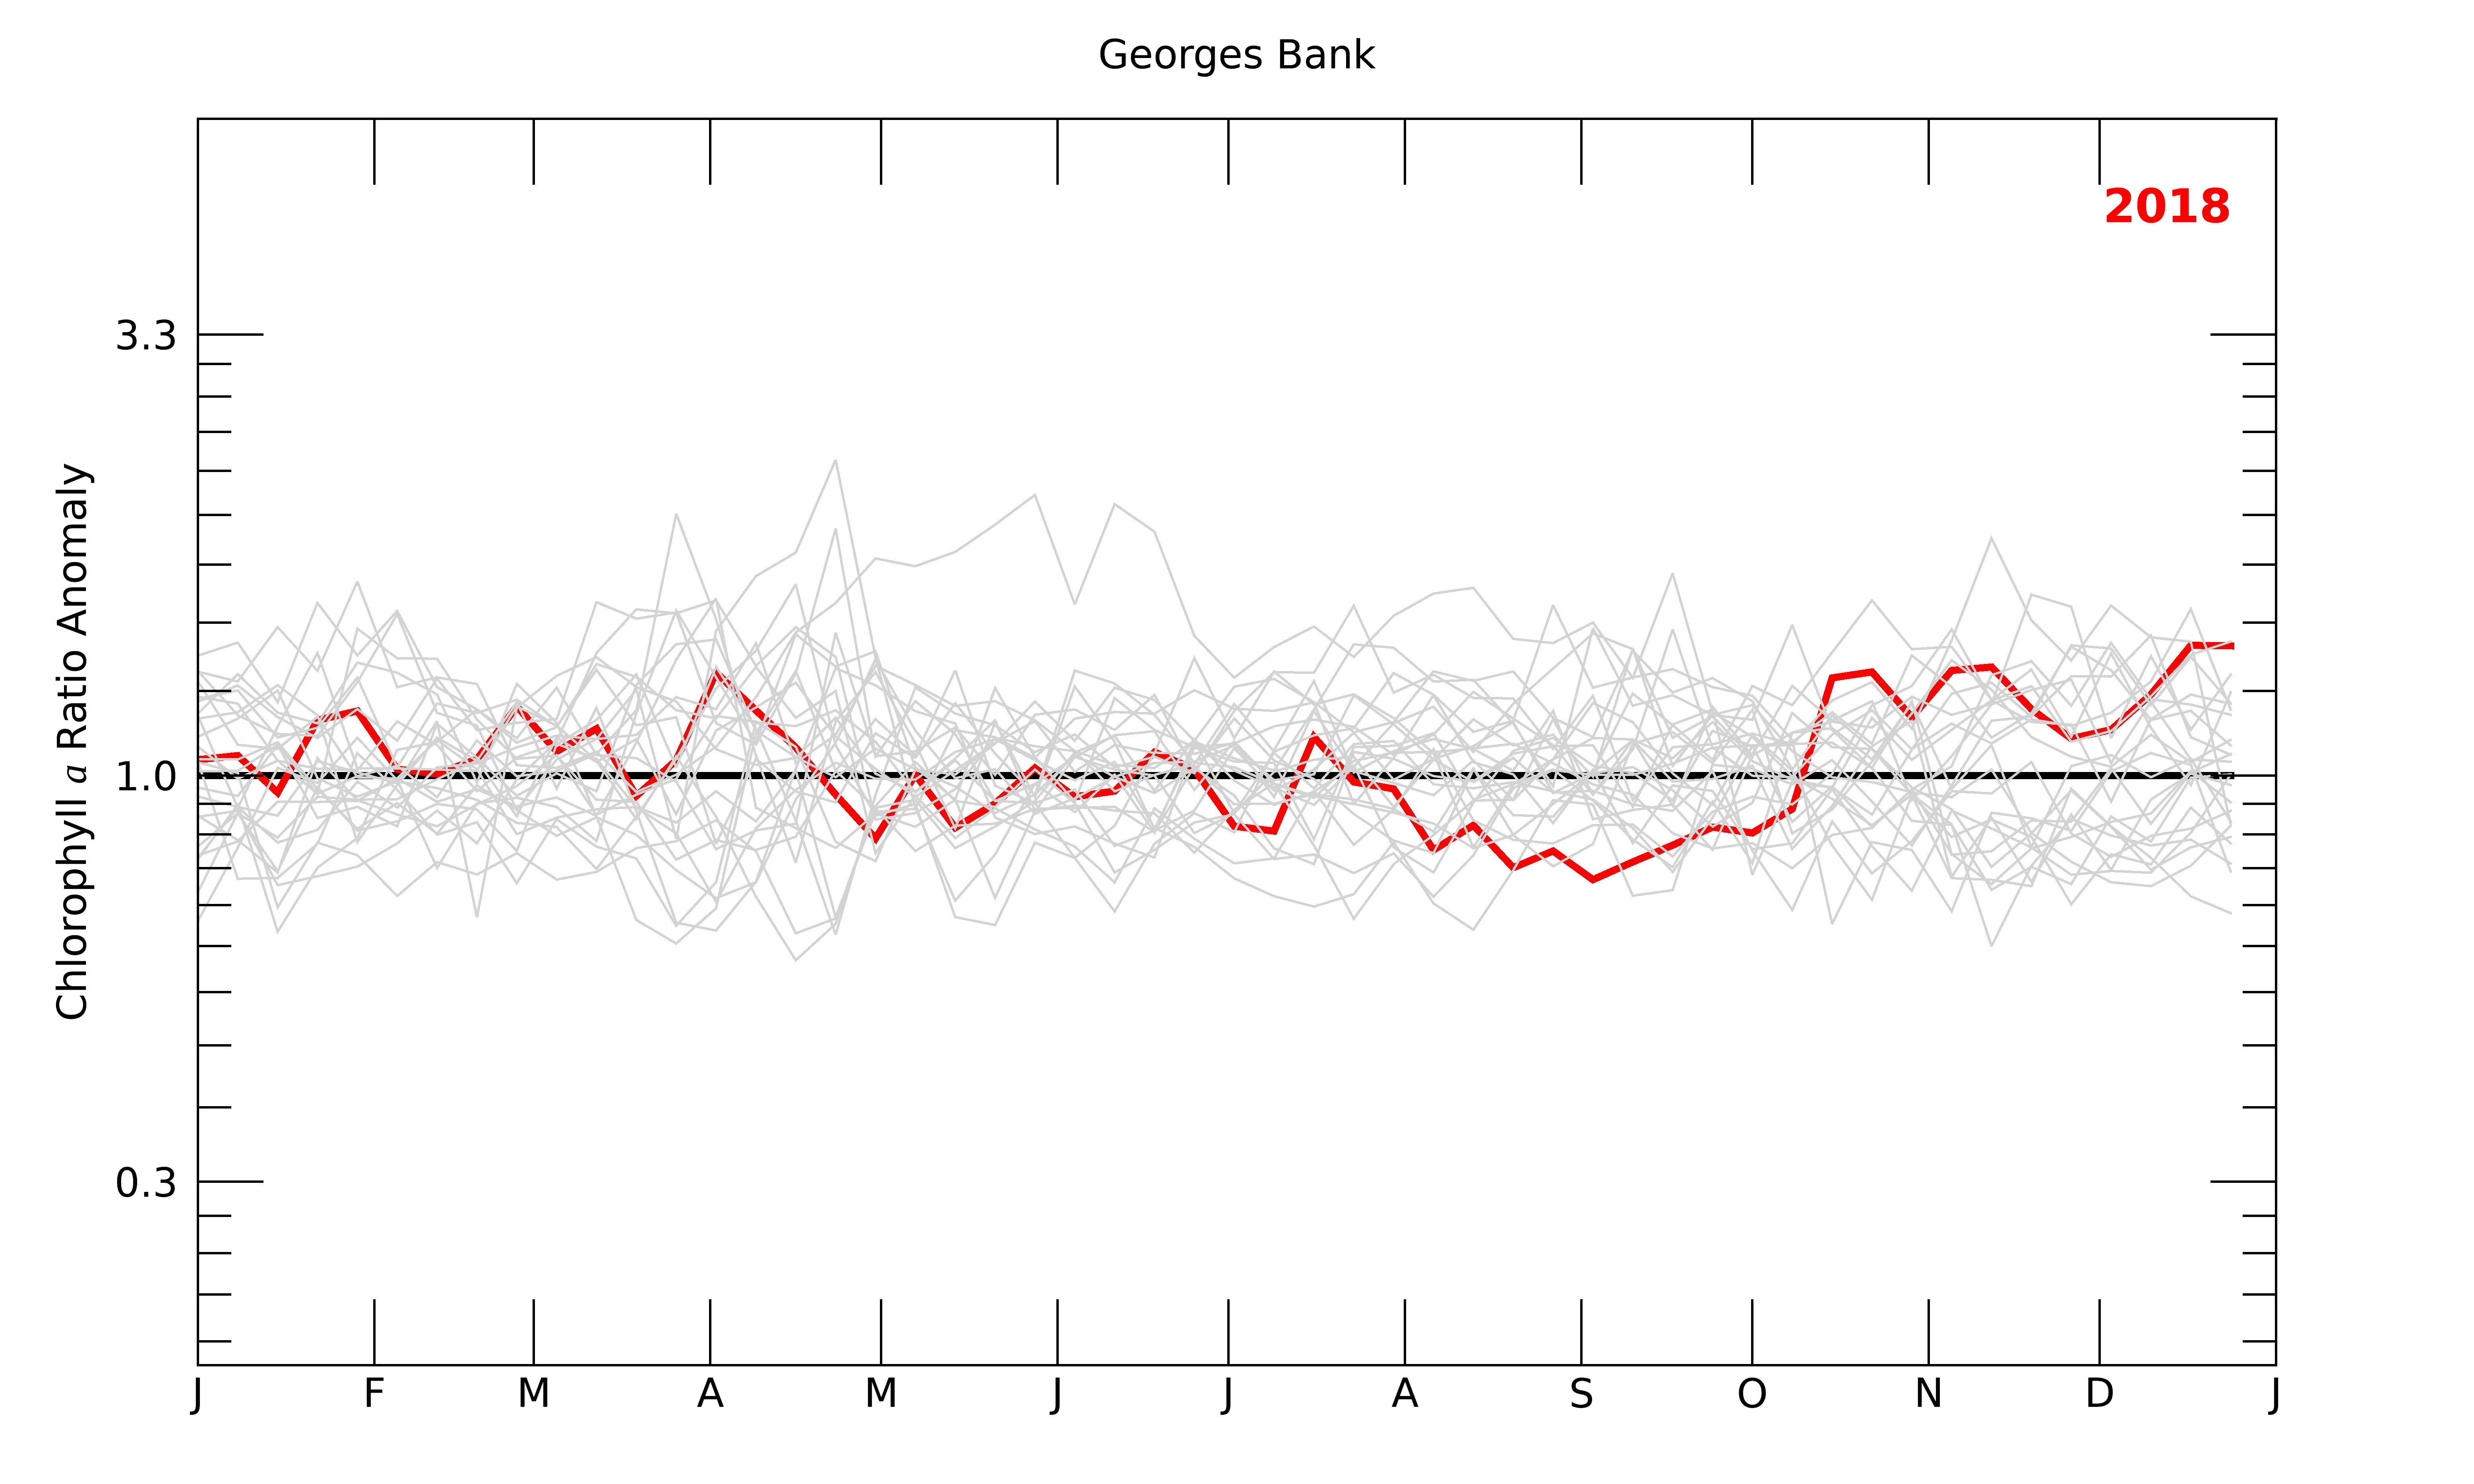 Georges Bank
2018
Chlorophyll a Ratio Anomaly
3.3
1.0
0.3
J F M A M J J A S O N D J